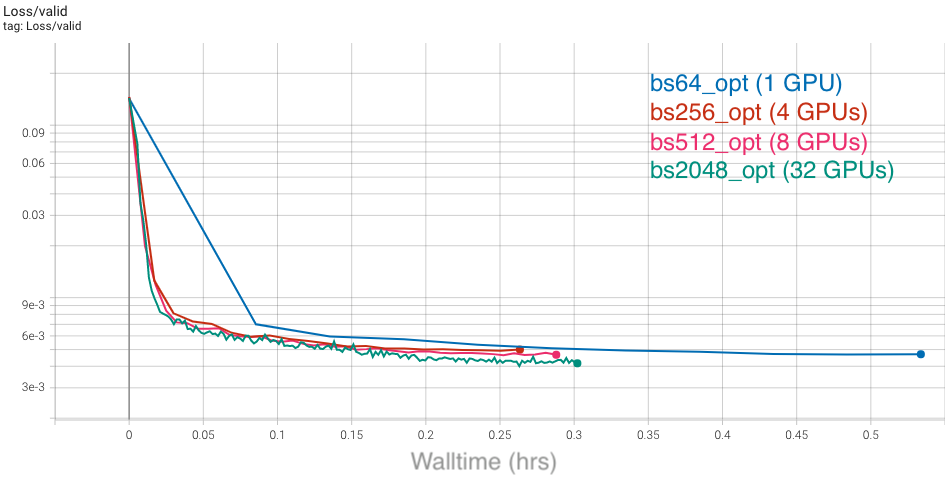 Loss/valid
tag: Loss/valid
bs64_opt (1 GPU)
bs256_opt (4 GPUs)
bs512_opt (8 GPUs)
bs2048_opt (32 GPUs)
0.09
0.06
0.03
9e-3
6e-3
3e-3
0 0.05 0.1 0.15 0.2 0.25 0.3 0.35 0.4 0.45 0.5
Walltime (hrs)